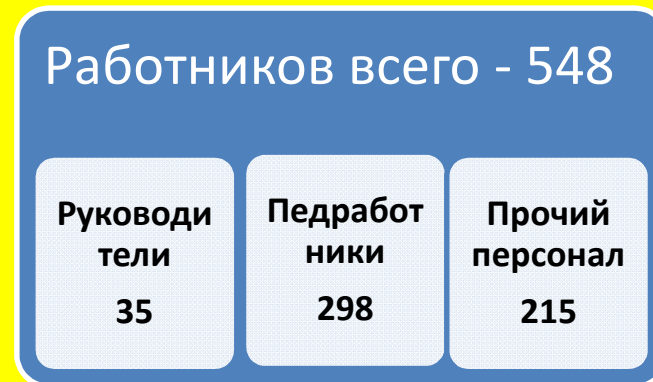 Работников всего - 548
Руководи
тели
35
Педработ
ники
298
Прочий
персонал
215